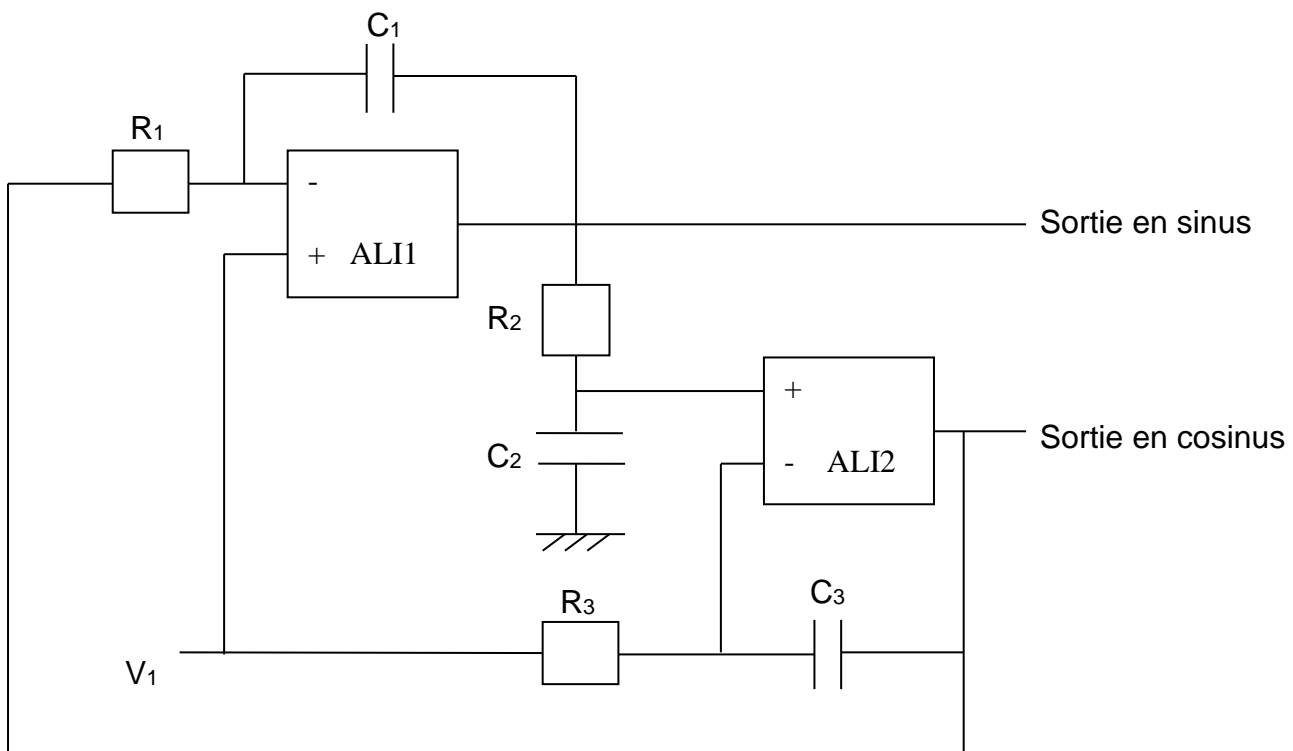 C1
R1
-
+ ALI1
Sortie en sinus
R2
+
C2
- ALI2
Sortie en cosinus
R3
C3
V1